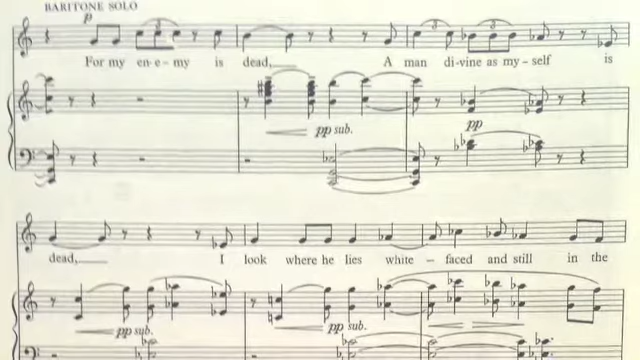 BARITONE SOLO
p
For my en-e-my is dead, A man di-vine as my-self is
pp sub.
pp
dead, I look where he lies white-faced and still in the
pp sub. pp sub.